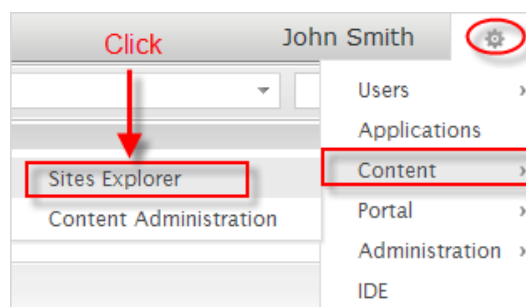 Click
John Smith
Users
Applications
Sites Explorer
Content
Content Administration
Portal
Administration
IDE